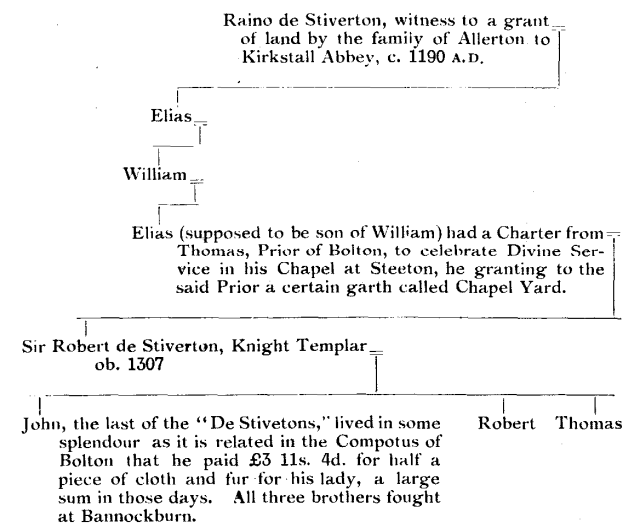 Raino de Stiverton, witness to a grant
of land by the family of Allerton to
Kirkstall Abbey, c. 1190 A.D.
Elias
William
Elias (supposed to be son of William) had a Charter from
Thomas, Prior of Bolton, to celebrate Divine Ser-
vice in his Chapel at Steeton, he granting to the
said Prior a certain garth called Chapel Yard.
Sir Robert de Stiverton, Knight Templar
ob. 1307
John, the last of the "De Stivetons," lived in some
splendour as it is related in the Compotus of
Bolton that he paid £3 11s. 4d. for half a
piece of cloth and fur for his lady, a large
sum in those days. All three brothers fought
at Bannockburn.
Robert Thomas